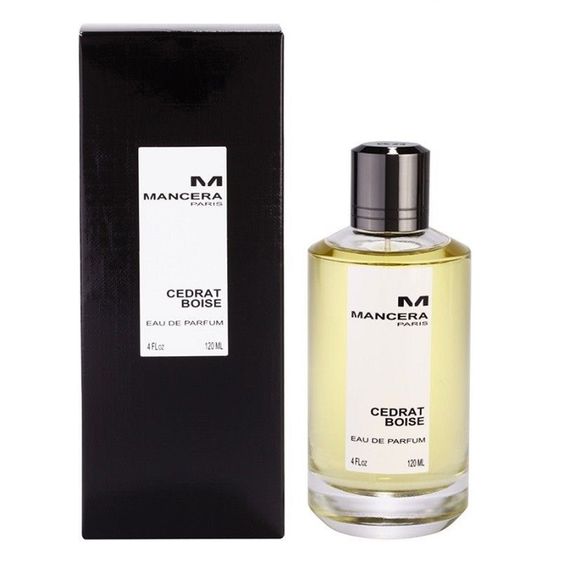 M
MANCERA
PARIS
CEDRAT
BOISE
EAU DE PARFUM
4 FLoz 120 ML
M
MANCERA
PARIS
CEDRAT
BOISE
EAU DE PARFUM
4 FLoz 120 ML